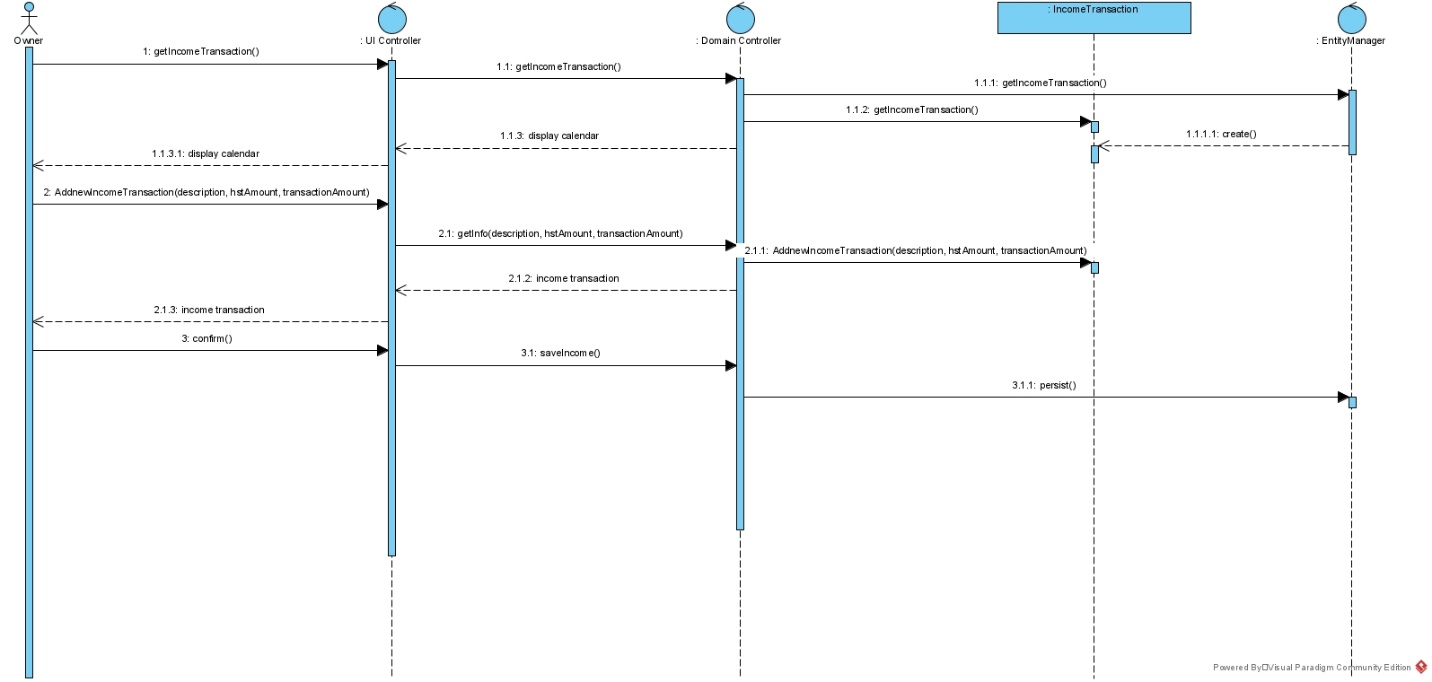 Owner
: UI Controller
: Domain Controller
: IncomeTransaction
: EntityManager
1: getIncomeTransaction()
1.1: getIncomeTransaction()
1.1.1: getIncomeTransaction()
1.1.2: getIncomeTransaction()
1.1.1.1: create()
1.1.3: display calendar
1.1.3.1: display calendar
2: AddnewIncomeTransaction(description, hstAmount, transactionAmount)
2.1: getInfo(description, hstAmount, transactionAmount)
2.1.1: AddnewIncomeTransaction(description, hstAmount, transactionAmount)
2.1.2: income transaction
2.1.3: income transaction
3: confirm()
3.1: saveIncome()
3.1.1: persist()
Powered By□Visual Paradigm Community Edition